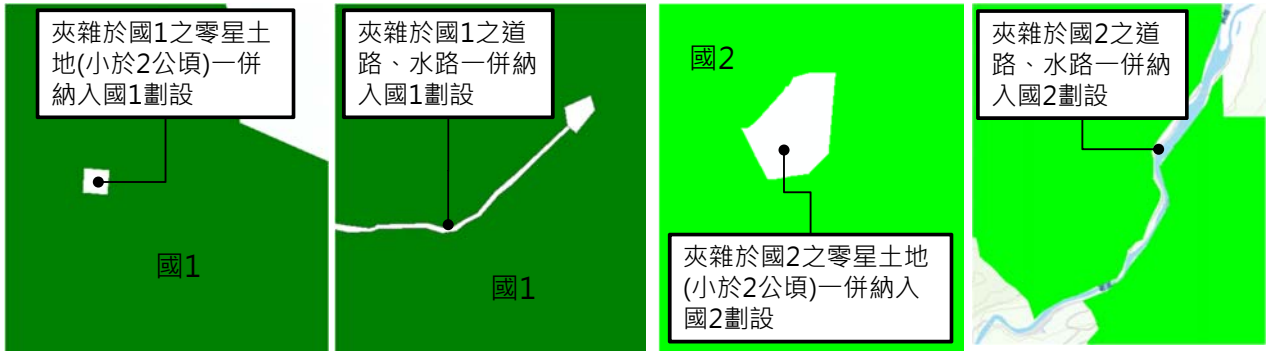 夾雜於國1之零星土
地(小於2公頃)一併
納入國1劃設
國1
夾雜於國1之道
路、水路一併納
入國1劃設
國1
國2
夾雜於國2之零星土地
(小於2公頃)一併納入
國2劃設
夾雜於國2之道
路、水路一併納
入國2劃設